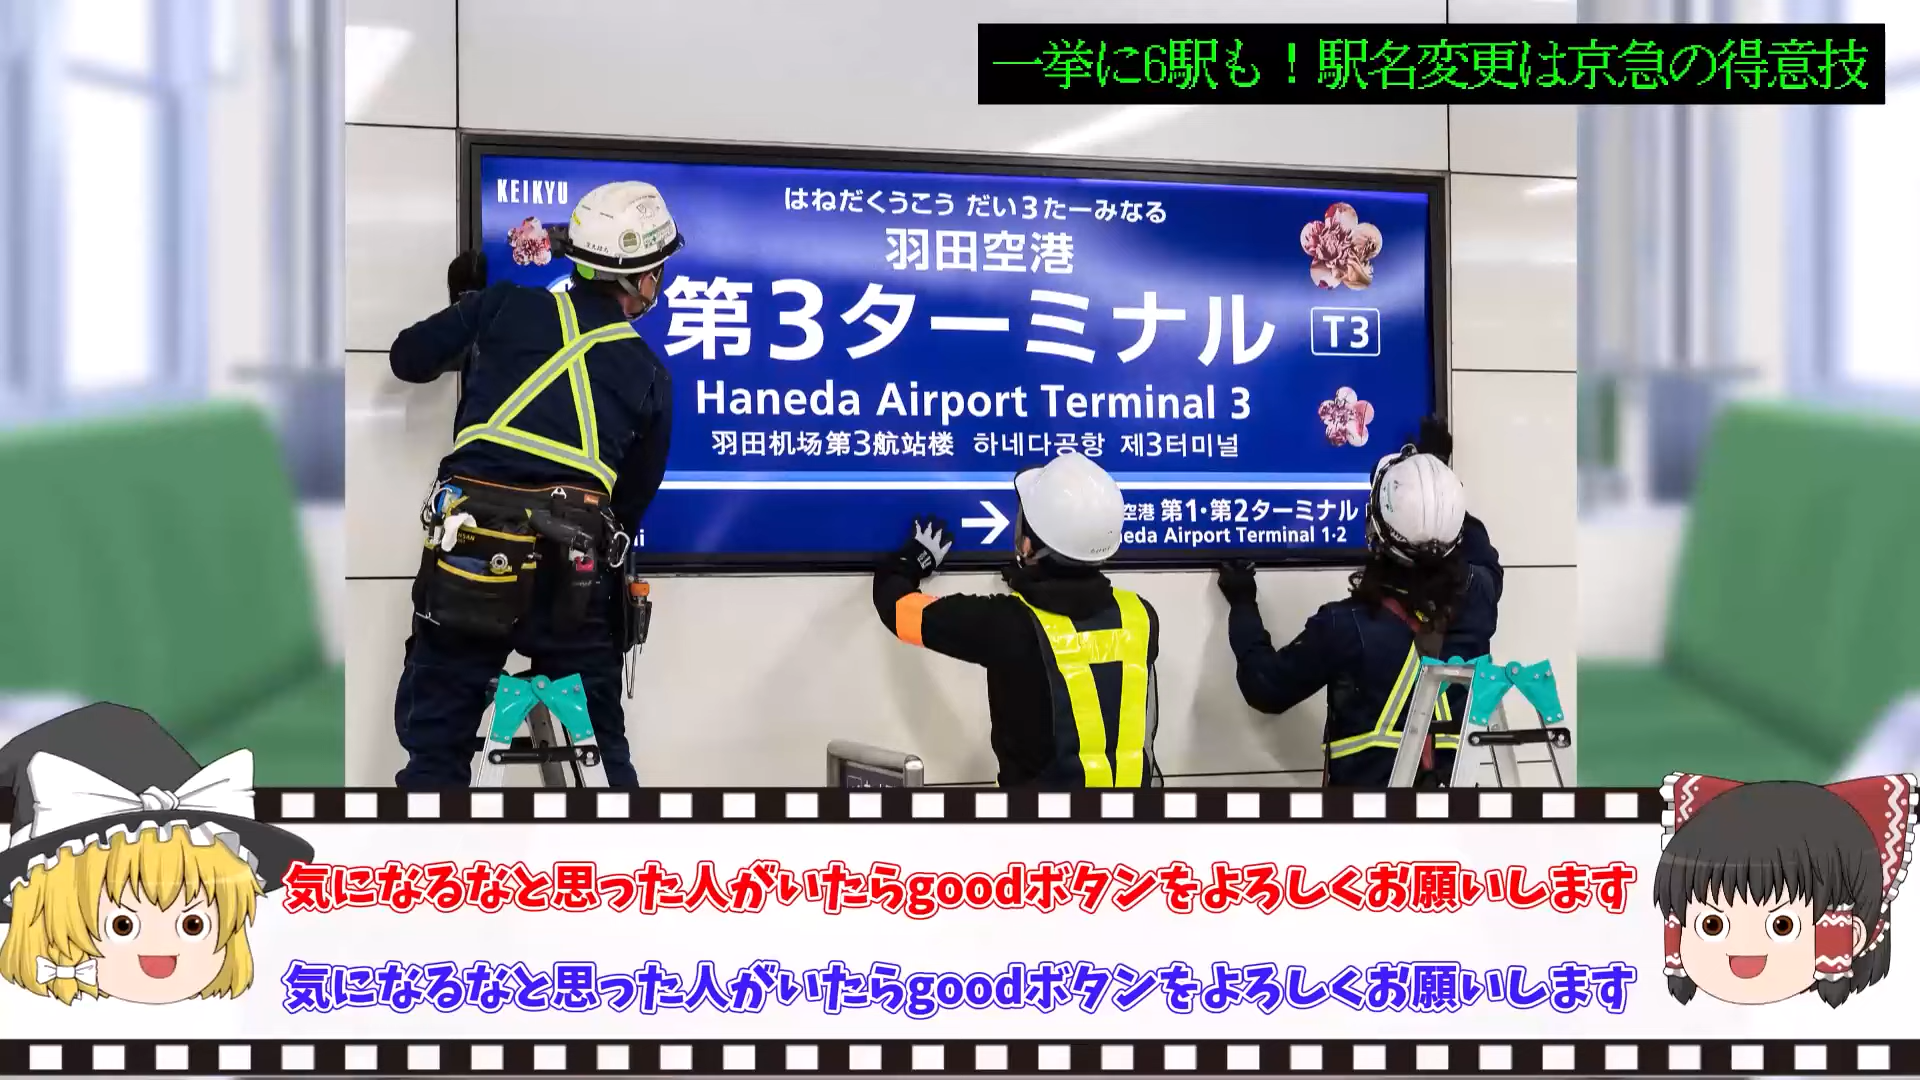 一挙に6駅も！駅名変更は京急の得意技
KEIKYU
はねだくうこう だい3たーみなる
羽田空港
第3ターミナル
T3
Haneda Airport Terminal 3
羽田机场第3航站楼 하네다공항 제3터미널
空港 第1･第2ターミナル
eda Airport Terminal 1･2
気になるなと思った人がいたらgoodボタンをよろしくお願いします
気になるなと思った人がいたらgoodボタンをよろしくお願いします